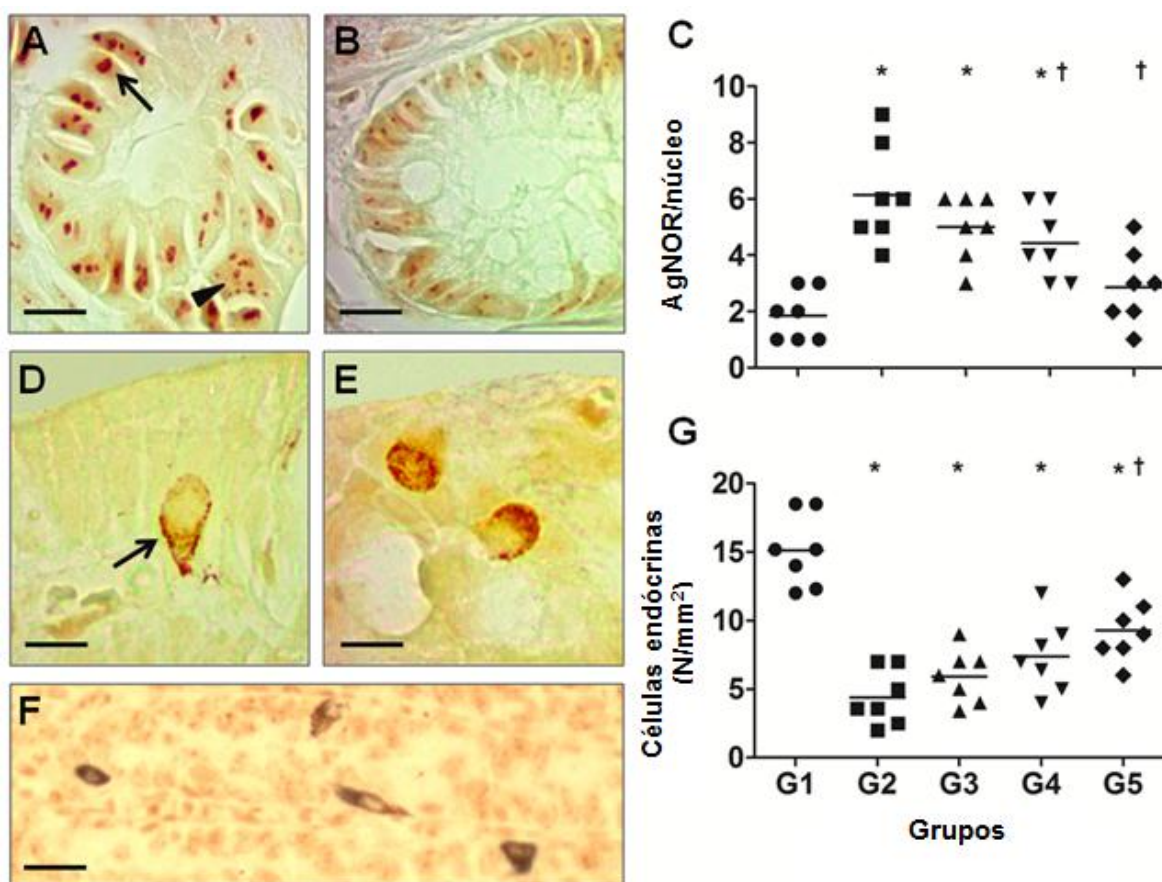 A
B
C
* * * † †
AgNOR/núcleo
10
8
6
4
2
0
D
E
F
G
* * * * †
Células endócrinas
(N/mm²)
20
15
10
5
0
G1 G2 G3 G4 G5
Grupos